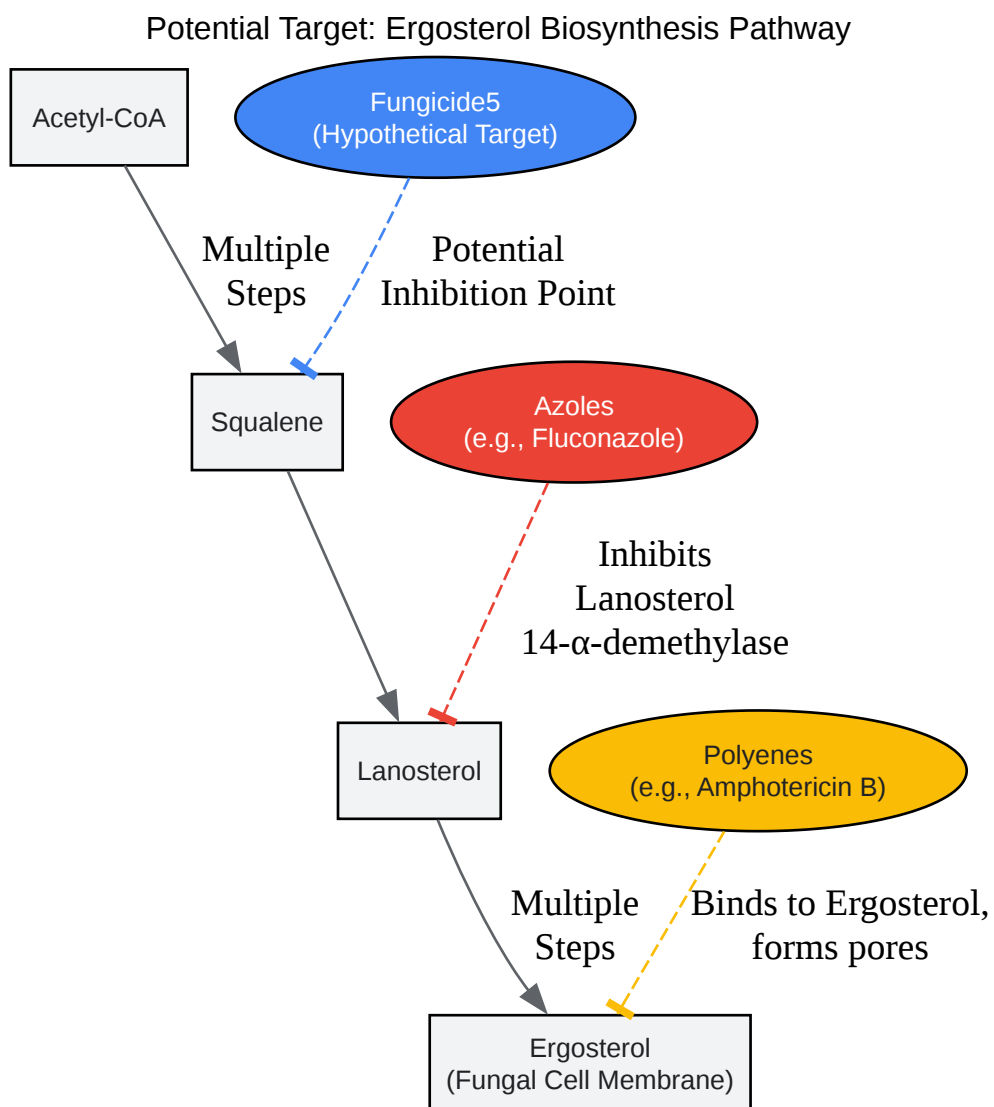 Potential Target: Ergosterol Biosynthesis Pathway
Acetyl-CoA
Fungicide5
(Hypothetical Target)
Multiple
Steps
Potential
Inhibition Point
Squalene
Azoles
(e.g., Fluconazole)
Inhibits
Lanosterol
14-α-demethylase
Lanosterol
Polyenes
(e.g., Amphotericin B)
Multiple
Steps
Binds to Ergosterol,
forms pores
Ergosterol
(Fungal Cell Membrane)